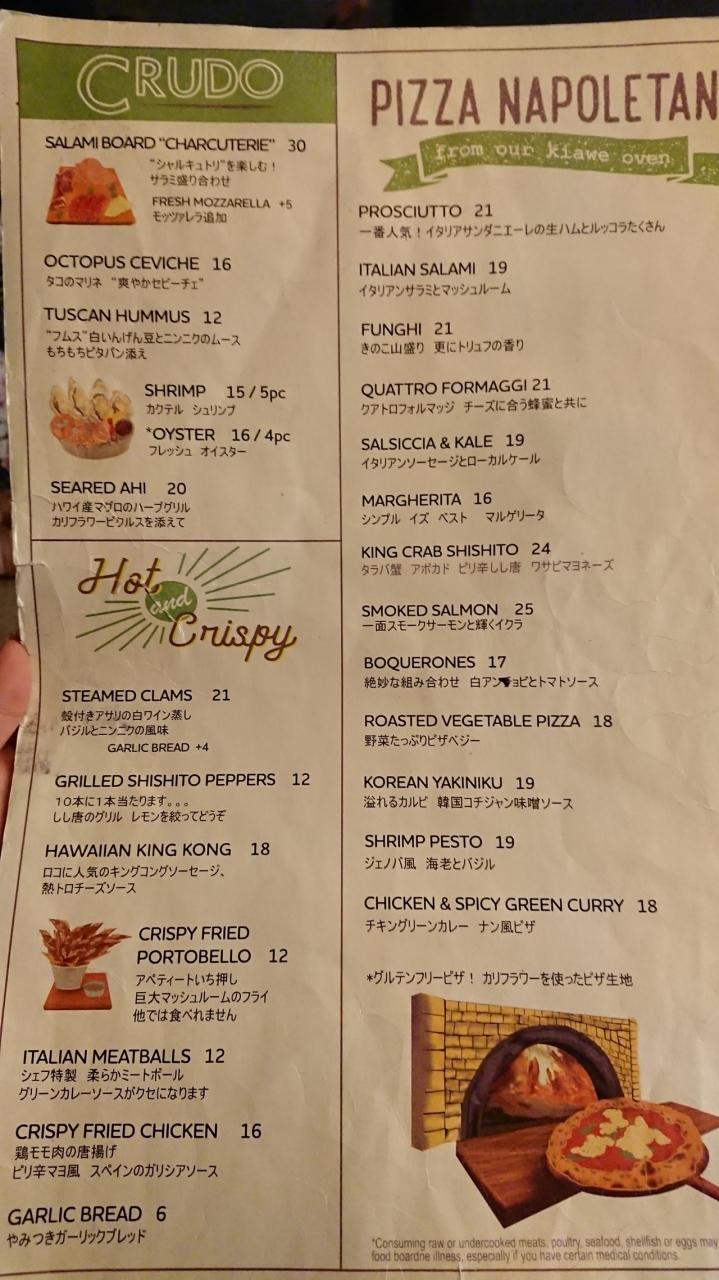 CRUDO
SALAMI BOARD "CHARCUTERIE" 30
"シャルキュトリ"を楽しむ！
サラミ盛り合わせ
FRESH MOZZARELLA +5
モッツァレラ追加
OCTOPUS CEVICHE 16
タコのマリネ "爽やかセビーチェ"
TUSCAN HUMMUS 12
"フムス"白いんげん豆とニンニクのムース
もちもちピタパン添え
SHRIMP 15 / 5pc
カクテル シュリンプ
*OYSTER 16 / 4pc
フレッシュ オイスター
SEARED AHI 20
ハワイ産マグロのハーブグリル
カリフラワーピクルスを添えて
Hot
and
Crispy
STEAMED CLAMS 21
殻付きアサリの白ワイン蒸し
バジルとニンニクの風味
GARLIC BREAD +4
GRILLED SHISHITO PEPPERS 12
１０本に１本当たります。。。
しし唐のグリル レモンを絞ってどうぞ
HAWAIIAN KING KONG 18
ロコに人気のキングコングソーセージ、
熱トロチーズソース
CRISPY FRIED
PORTOBELLO 12
アペティートいち押し
巨大マッシュルームのフライ
他では食べれません
ITALIAN MEATBALLS 12
シェフ特製 柔らかミートボール
グリーンカレーソースがクセになります
CRISPY FRIED CHICKEN 16
鶏モモ肉の唐揚げ
ピリ辛マヨ風 スペインのガリシアソース
GARLIC BREAD 6
やみつきガーリックブレッド
PIZZA NAPOLETAN
from our kiawe oven
PROSCIUTTO 21
一番人気！イタリアサンダニエーレの生ハムとルッコラたくさん
ITALIAN SALAMI 19
イタリアンサラミとマッシュルーム
FUNGHI 21
きのこ山盛り 更にトリュフの香り
QUATTRO FORMAGGI 21
クアトロフォルマッジ チーズに合う蜂蜜と共に
SALSICCIA & KALE 19
イタリアンソーセージとローカルケール
MARGHERITA 16
シンプル イズ ベスト マルゲリータ
KING CRAB SHISHITO 24
タラバ蟹 アボカド ピリ辛しし唐 ワサビマヨネーズ
SMOKED SALMON 25
一面スモークサーモンと輝くイクラ
BOQUERONES 17
絶妙な組み合わせ 白アンチョビとトマトソース
ROASTED VEGETABLE PIZZA 18
野菜たっぷりピザベジー
KOREAN YAKINIKU 19
溢れるカルビ 韓国コチジャン味噌ソース
SHRIMP PESTO 19
ジェノバ風 海老とバジル
CHICKEN & SPICY GREEN CURRY 18
チキングリーンカレー ナン風ピザ
*グルテンフリーピザ！ カリフラワーを使ったピザ生地
*Consuming raw or undercooked meats, poultry, seafood, shellfish or eggs may
food boardne illness, especially if you have certain medical conditions.